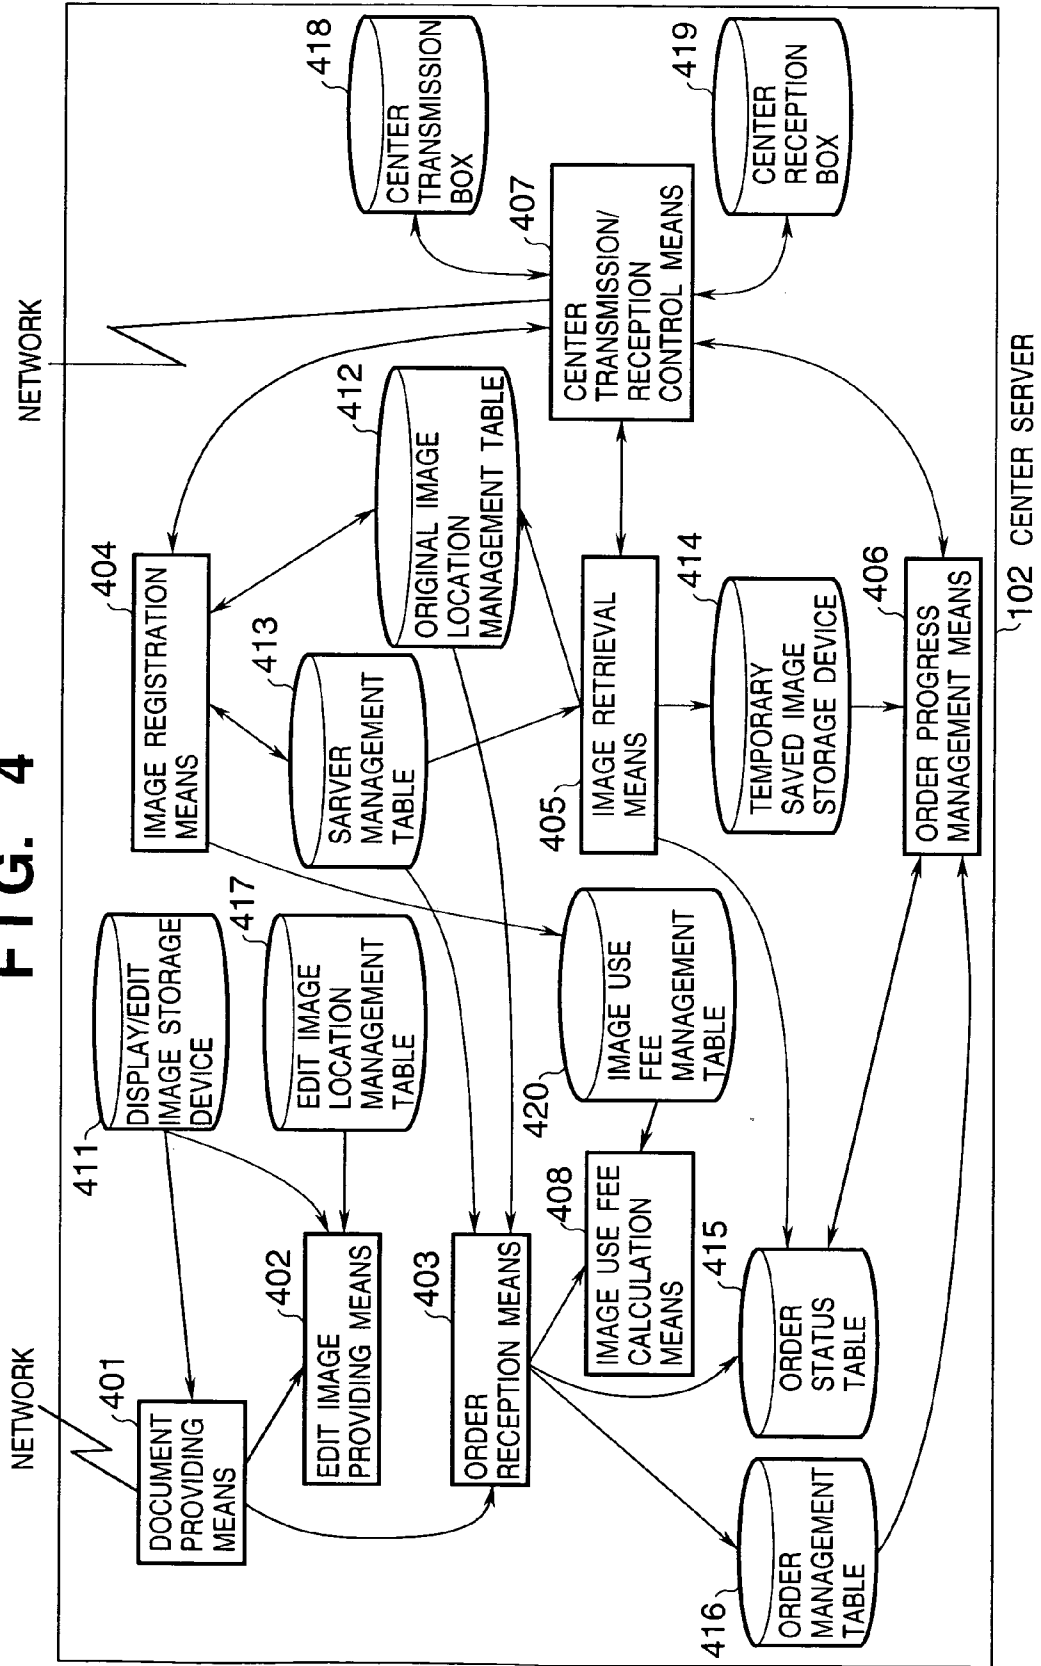 FIG. 4
NETWORK
NETWORK
401
DOCUMENT
PROVIDING
MEANS
411
DISPLAY/EDIT
IMAGE STORAGE
DEVICE
402
EDIT IMAGE
PROVIDING MEANS
417
EDIT IMAGE
LOCATION
MANAGEMENT
TABLE
403
ORDER
RECEPTION MEANS
404
IMAGE REGISTRATION
MEANS
413
SARVER
MANAGEMENT
TABLE
412
ORIGINAL IMAGE
LOCATION
MANAGEMENT TABLE
418
CENTER
TRANSMISSION
BOX
407
CENTER
TRANSMISSION/
RECEPTION
CONTROL MEANS
419
CENTER
RECEPTION
BOX
405
IMAGE RETRIEVAL
MEANS
420
IMAGE USE
FEE
MANAGEMENT
TABLE
408
IMAGE USE FEE
CALCULATION
MEANS
414
TEMPORARY
SAVED IMAGE
STORAGE DEVICE
415
ORDER
STATUS
TABLE
416
ORDER
MANAGEMENT
TABLE
406
ORDER PROGRESS
MANAGEMENT MEANS
102 CENTER SERVER